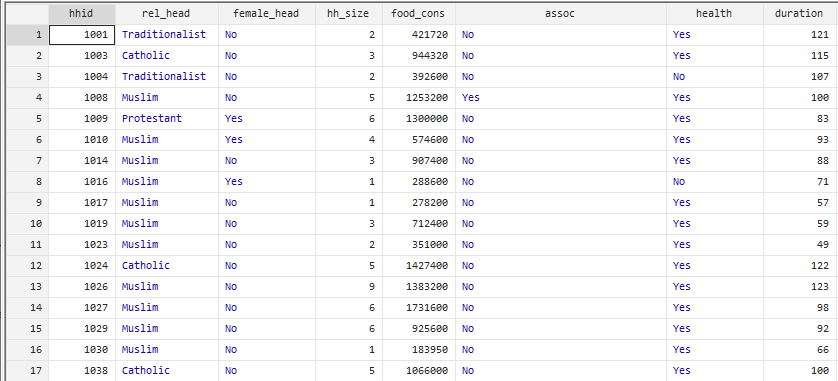 hhid rel_head female_head hh_size food_cons assoc health duration
1 1001 Traditionalist No 2 421720 No Yes 121
2 1003 Catholic No 3 944320 No Yes 115
3 1004 Traditionalist No 2 392600 No No 107
4 1008 Muslim No 5 1253200 Yes Yes 100
5 1009 Protestant Yes 6 1300000 No Yes 83
6 1010 Muslim Yes 4 574600 No Yes 93
7 1014 Muslim No 3 907400 No Yes 88
8 1016 Muslim Yes 1 288600 No No 71
9 1017 Muslim No 1 278200 No Yes 57
10 1019 Muslim No 3 712400 No Yes 59
11 1023 Muslim No 2 351000 No Yes 49
12 1024 Catholic No 5 1427400 No Yes 122
13 1026 Muslim No 9 1383200 No Yes 123
14 1027 Muslim No 6 1731600 No Yes 98
15 1029 Muslim No 6 925600 No Yes 92
16 1030 Muslim No 1 183950 No Yes 66
17 1038 Catholic No 5 1066000 No Yes 100